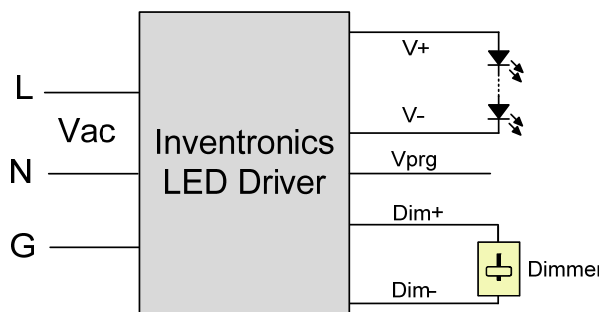 L
Vac
N
G
Inventronics
LED Driver
V+
V-
Vprg
Dim+
Dim-
Dimmer